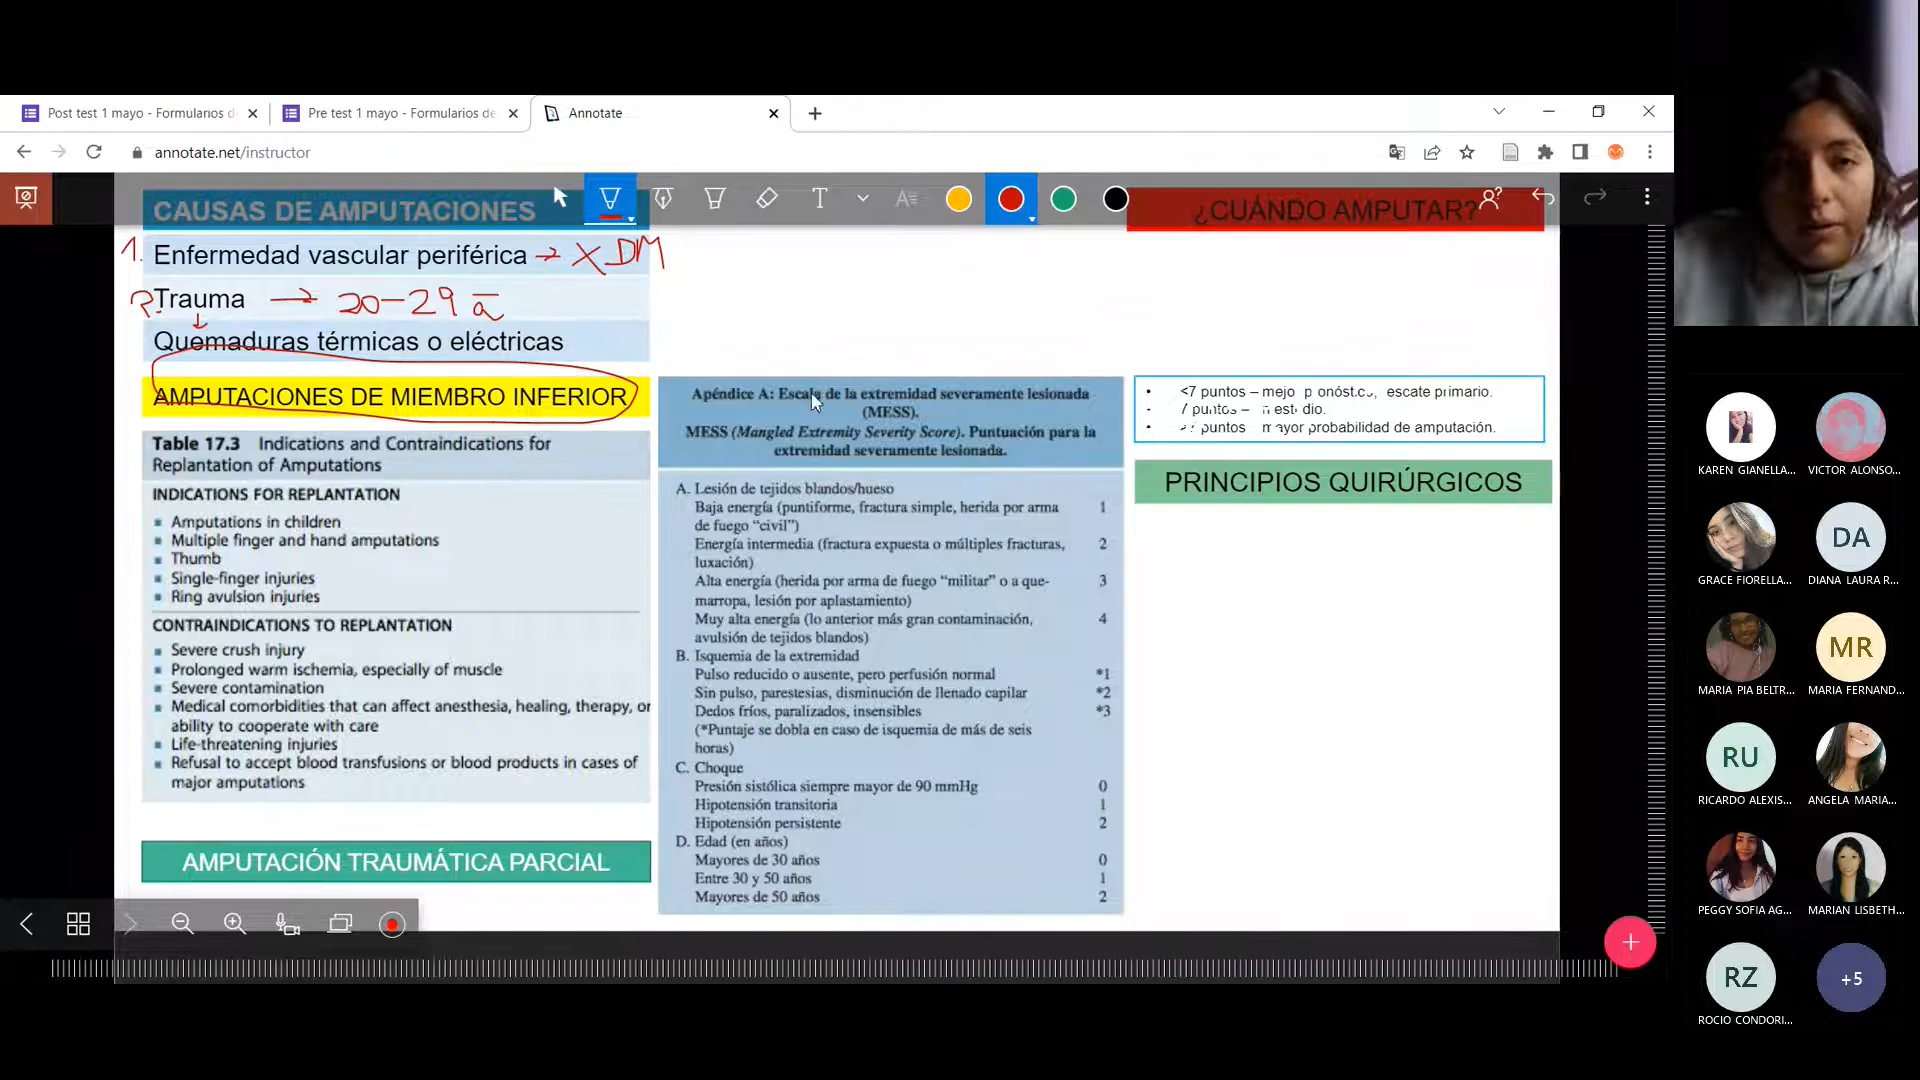 Post test 1 mayo - Formularios d
Pre test 1 mayo - Formularios de
Annotate
annotate.net/instructor
CAUSAS DE AMPUTACIONES
¿CUÁNDO AMPUTAR?
1. Enfermedad vascular periférica → X DM
2. Trauma → 20-29 a
Quemaduras térmicas o eléctricas
AMPUTACIONES DE MIEMBRO INFERIOR
Table 17.3 Indications and Contraindications for
Replantation of Amputations
INDICATIONS FOR REPLANTATION
Amputations in children
Multiple finger and hand amputations
Thumb
Single-finger injuries
Ring avulsion injuries
CONTRAINDICATIONS TO REPLANTATION
Severe crush injury
Prolonged warm ischemia, especially of muscle
Severe contamination
Medical comorbidities that can affect anesthesia, healing, therapy, or
ability to cooperate with care
Life-threatening injuries
Refusal to accept blood transfusions or blood products in cases of
major amputations
AMPUTACIÓN TRAUMÁTICA PARCIAL
Apéndice A: Escala de la extremidad severamente lesionada
(MESS).
MESS (Mangled Extremity Severity Score). Puntuación para la
extremidad severamente lesionada.
A. Lesión de tejidos blandos/hueso
Baja energía (puntiforme, fractura simple, herida por arma 1
de fuego “civil”)
Energía intermedia (fractura expuesta o múltiples fracturas, 2
luxación)
Alta energía (herida por arma de fuego “militar” o a que- 3
marropa, lesión por aplastamiento)
Muy alta energía (lo anterior más gran contaminación, 4
avulsión de tejidos blandos)
B. Isquemia de la extremidad
Pulso reducido o ausente, pero perfusión normal *1
Sin pulso, parestesias, disminución de llenado capilar *2
Dedos fríos, paralizados, insensibles *3
(*Puntaje se dobla en caso de isquemia de más de seis
horas)
C. Choque
Presión sistólica siempre mayor de 90 mmHg 0
Hipotensión transitoria 1
Hipotensión persistente 2
D. Edad (en años)
Mayores de 30 años 0
Entre 30 y 50 años 1
Mayores de 50 años 2
<7 puntos – primario.
7 puntos –
puntos mayor probabilidad de amputación.
PRINCIPIOS QUIRÚRGICOS
KAREN GIANELLA...
VICTOR ALONSO...
GRACE FIORELLA...
DA
DIANA LAURA R...
MARIA PIA BELTR...
MR
MARIA FERNAND...
RU
RICARDO ALEXIS...
ANGELA MARIA...
PEGGY SOFIA AG...
MARIAN LISBETH...
RZ
ROCIO CONDORI...
+5